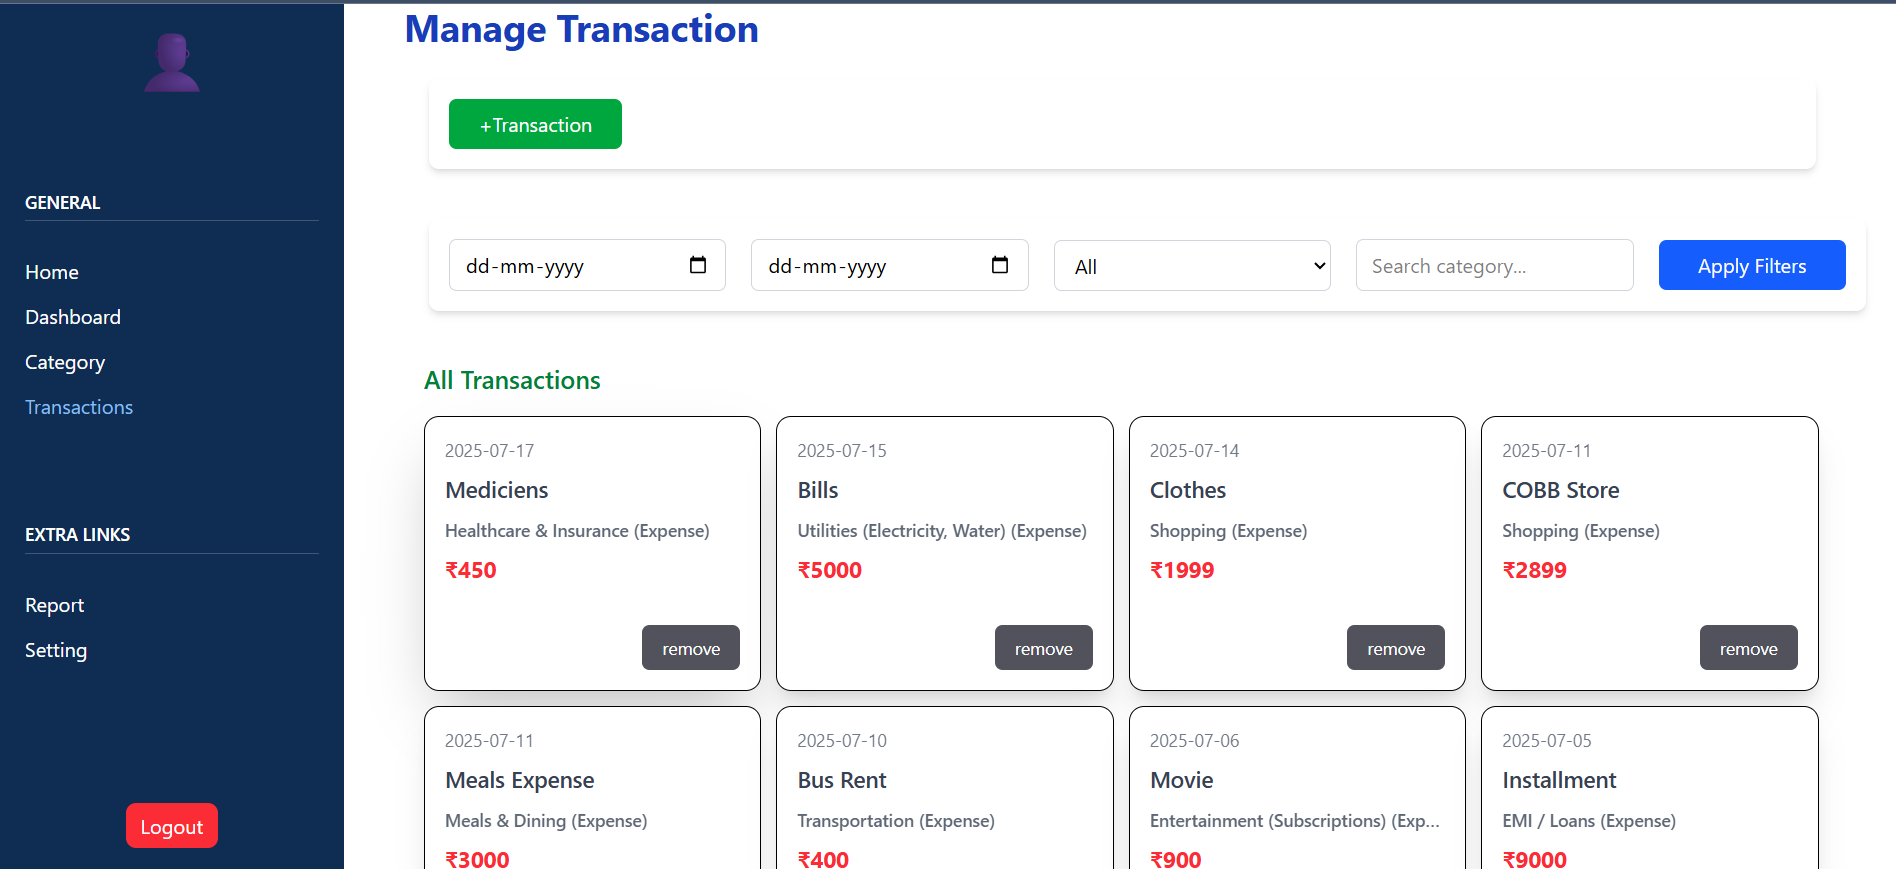 Manage Transaction
+Transaction
GENERAL
Home
Dashboard
Category
Transactions
EXTRA LINKS
Report
Setting
Logout
dd-mm-yyyy
dd-mm-yyyy
All
Search category...
Apply Filters
All Transactions
2025-07-17
Mediciens
Healthcare & Insurance (Expense)
₹450
remove
2025-07-15
Bills
Utilities (Electricity, Water) (Expense)
₹5000
remove
2025-07-14
Clothes
Shopping (Expense)
₹1999
remove
2025-07-11
COBB Store
Shopping (Expense)
₹2899
remove
2025-07-11
Meals Expense
Meals & Dining (Expense)
₹3000
2025-07-10
Bus Rent
Transportation (Expense)
₹400
2025-07-06
Movie
Entertainment (Subscriptions) (Exp...
₹900
2025-07-05
Installment
EMI / Loans (Expense)
₹9000